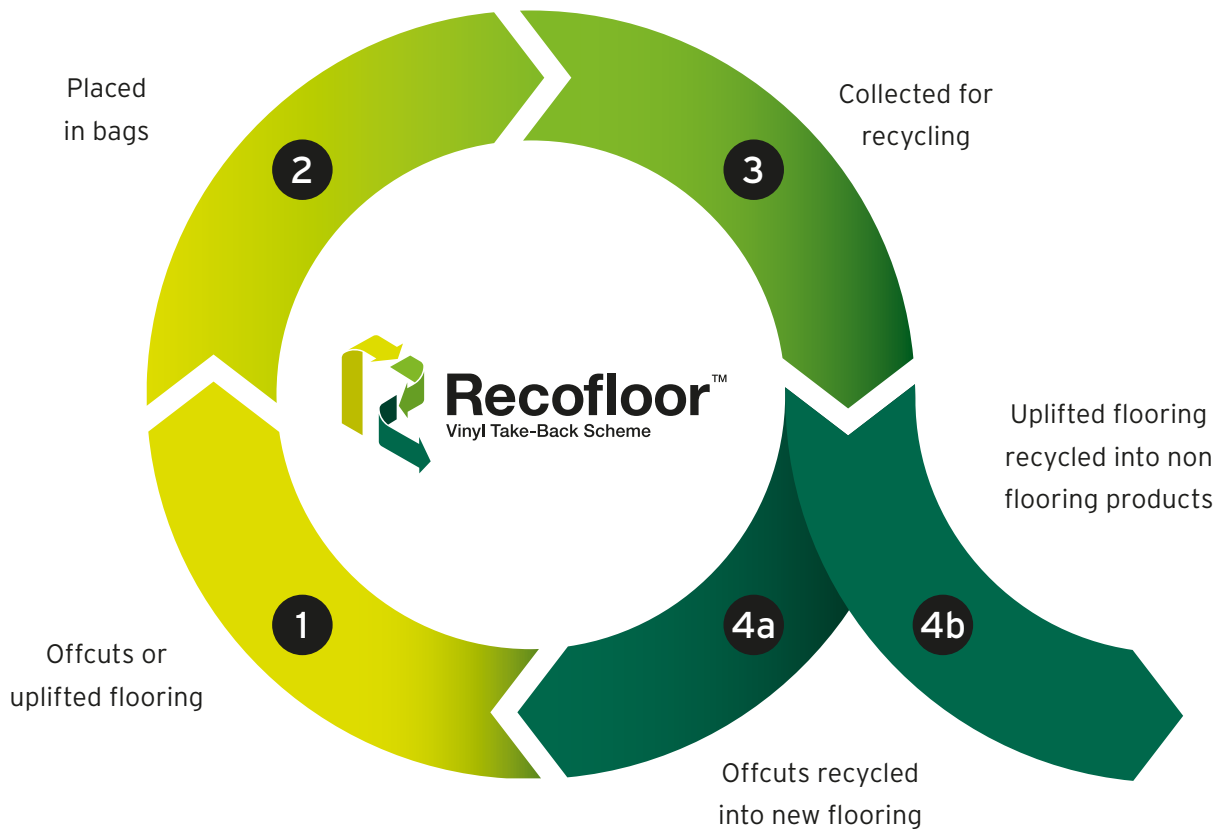 Placed
in bags
2
3
Collected for
recycling
Recofloor™
Vinyl Take-Back Scheme
Uplifted flooring
recycled into non
flooring products
1
Offcuts or
uplifted flooring
4a
4b
Offcuts recycled
into new flooring